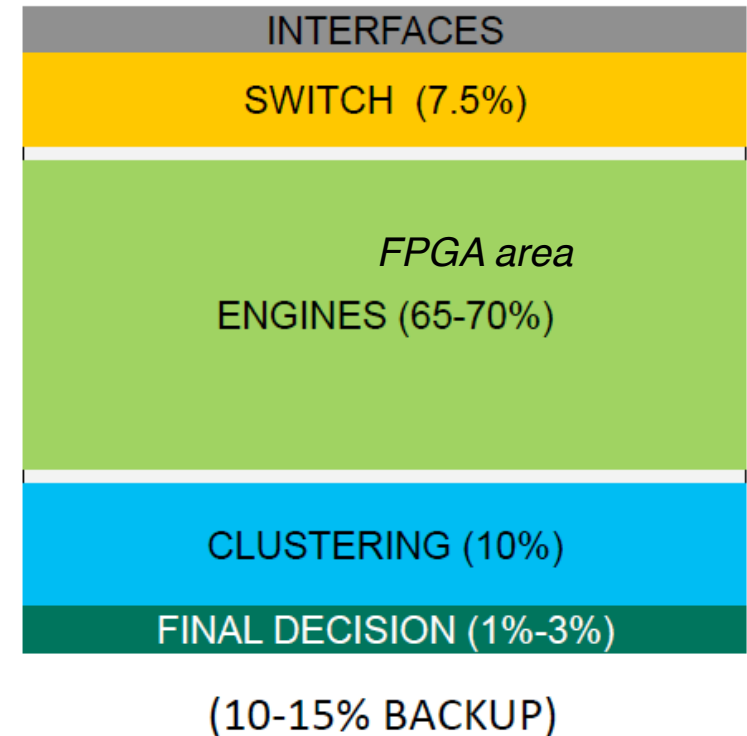 INTERFACES
SWITCH (7.5%)
FPGA area
ENGINES (65-70%)
CLUSTERING (10%)
FINAL DECISION (1%-3%)
(10-15% BACKUP)